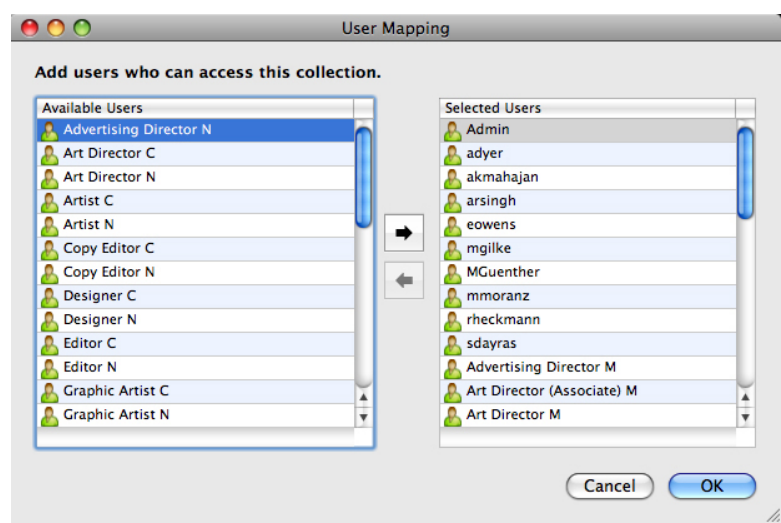 User Mapping
Add users who can access this collection.
Available Users
Advertising Director N
Art Director C
Art Director N
Artist C
Artist N
Copy Editor C
Copy Editor N
Designer C
Designer N
Editor C
Editor N
Graphic Artist C
Graphic Artist N
Selected Users
Admin
adyer
akmahajan
arsingh
eowens
mgilke
MGuenther
mmoranz
rheckmann
sdayras
Advertising Director M
Art Director (Associate) M
Art Director M
Cancel
OK